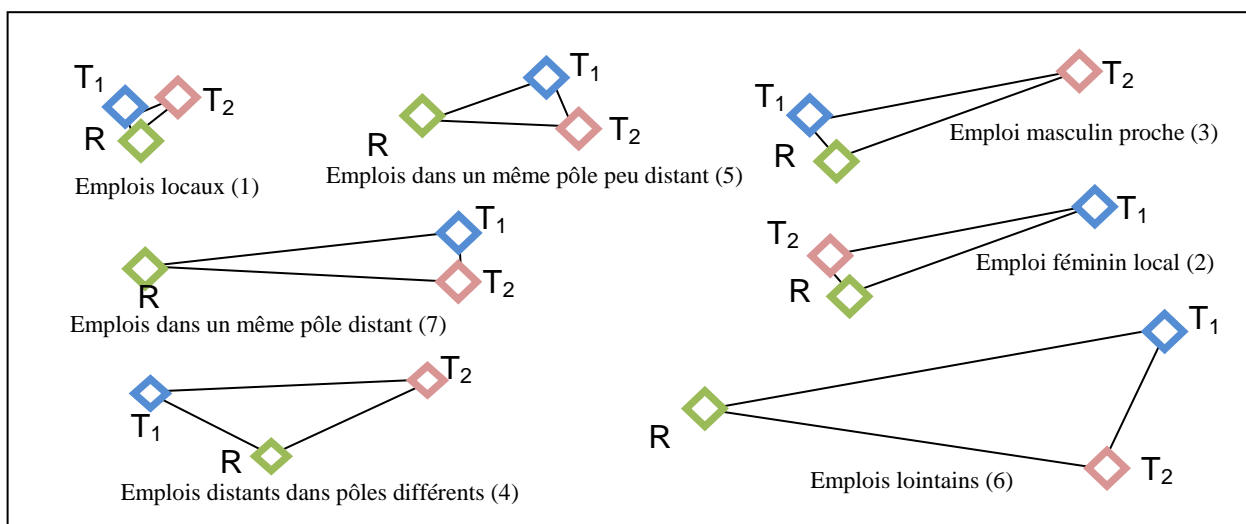 T1
T2
R
Emplois locaux (1)
T1
R
T2
Emplois dans un même pôle peu distant (5)
T2
T1
Emploi masculin proche (3)
R
T1
R
T2
Emplois dans un même pôle distant (7)
T1
T2
Emploi féminin local (2)
R
T2
T1
R
Emplois distants dans pôles différents (4)
T1
R
T2
Emplois lointains (6)